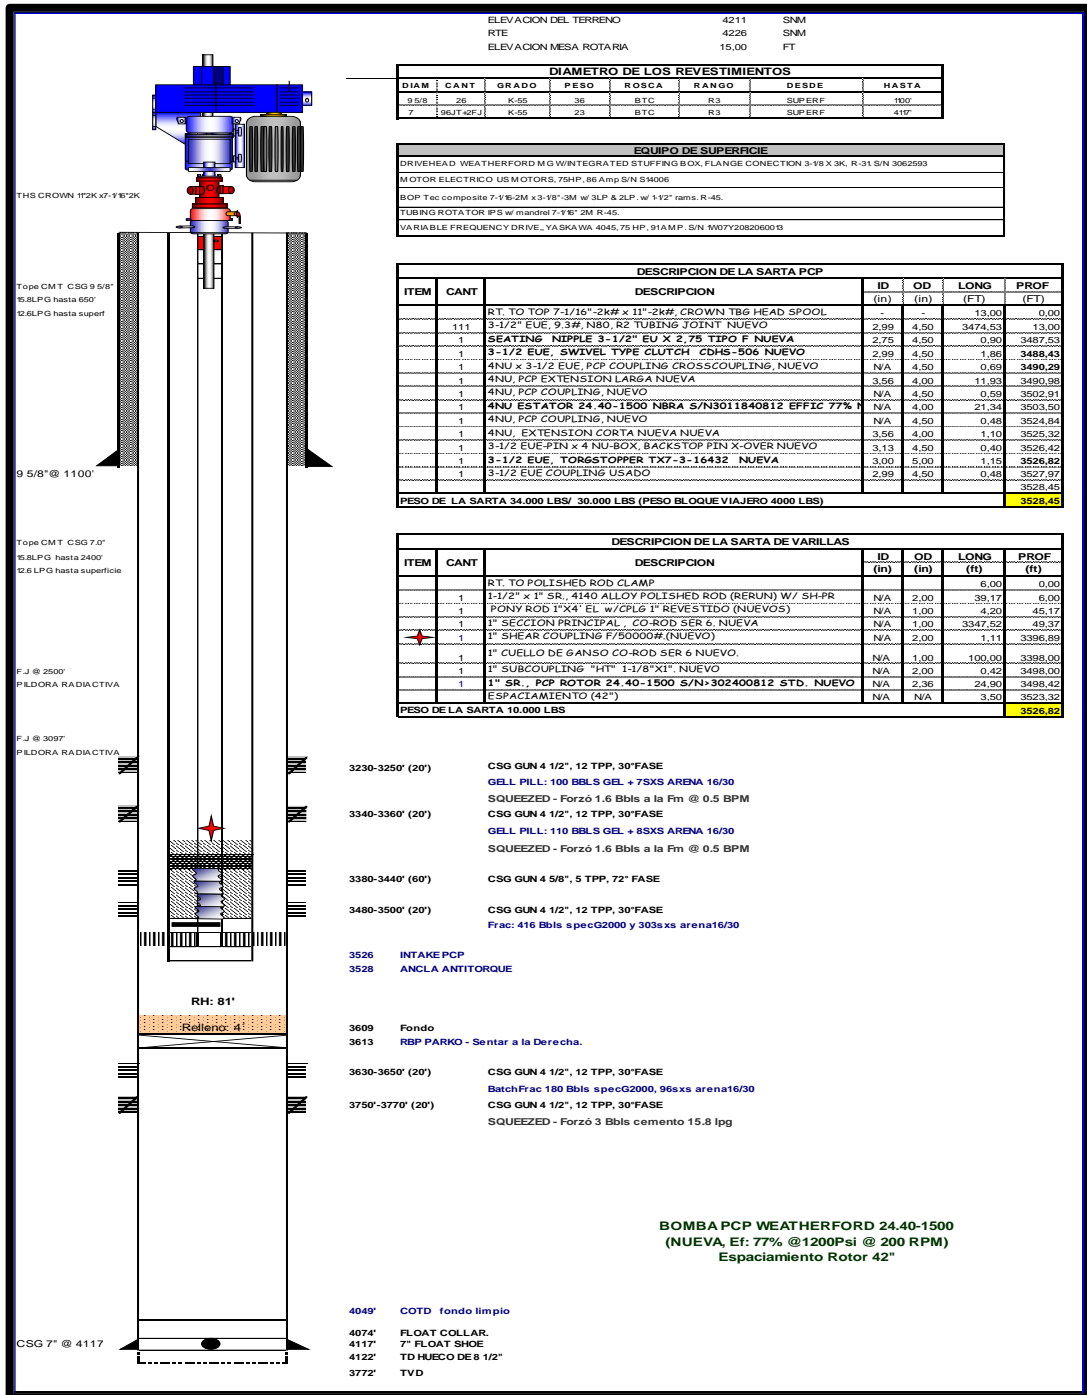 ELEVACION DEL TERRENO 4211 SNM
RTE 4226 SNM
ELEVACION MESA ROTARIA 15,00 FT
DIAMETRO DE LOS REVESTIMIENTOS
DIAM CANT GRADO PESO ROSCA RANGO DESDE HASTA
9 5/8 26 K-55 36 BTC R3 SUPERF 1100'
7 96JT+2FJ K-55 23 BTC R3 SUPERF 4117'
EQUIPO DE SUPERFICIE
DRIVEHEAD WEATHERFORD MG W/INTEGRATED STUFFING BOX, FLANGE CONECTION 3-1/8 X 3K, R-31. S/N 3062593
MOTOR ELECTRICO US MOTORS, 75HP, 86 Amp S/N S14006
BOP Tec composite 7-1/16-2M x 3-1/8"-3M w/ 3LP & 2LP. w/ 1-1/2" rams. R-45.
TUBING ROTATOR IPS w/ mandrel 7-1/16" 2M R-45.
VARIABLE FREQUENCY DRIVE,, YASKAWA 4045, 75 HP, 91AMP. S/N 1W07Y2082060013
THS CROWN 11"2K x7-1/16"2K
Tope CMT CSG 9 5/8"
15.8LPG hasta 650'
12.6LPG hasta superf
9 5/8"@ 1100'
DESCRIPCION DE LA SARTA PCP
ITEM CANT DESCRIPCION ID (in) OD (in) LONG (FT) PROF (FT)
RT. TO TOP 7-1/16"-2k# x 11"-2k#, CROWN TBG HEAD SPOOL - - 13,00 0,00
111 3-1/2" EUE, 9.3#, N80, R2 TUBING JOINT NUEVO 2,99 4,50 3474,53 13,00
1 SEATING NIPPLE 3-1/2" EU X 2,75 TIPO F NUEVA 2,75 4,50 0,90 3487,53
1 3-1/2 EUE, SWIVEL TYPE CLUTCH CDHS-506 NUEVO 2,99 4,50 1,86 3488,43
1 4NU x 3-1/2 EUE, PCP COUPLING CROSSCOUPLING, NUEVO N/A 4,50 0,69 3490,29
1 4NU, PCP EXTENSION LARGA NUEVA 3,56 4,00 11,93 3490,98
1 4NU, PCP COUPLING, NUEVO N/A 4,50 0,59 3502,91
1 4NU ESTATOR 24.40-1500 NBRA S/N3011840812 EFFIC 77% N N/A 4,00 21,34 3503,50
1 4NU, PCP COUPLING, NUEVO N/A 4,50 0,48 3524,84
1 4NU, EXTENSION CORTA NUEVA NUEVA 3,56 4,00 1,10 3525,32
1 3-1/2 EUE-PIN x 4 NU-BOX, BACKSTOP PIN X-OVER NUEVO 3,13 4,50 0,40 3526,42
1 3-1/2 EUE, TORGSTOPPER TX7-3-16432 NUEVA 3,00 5,00 1,15 3526,82
1 3-1/2 EUE COUPLING USADO 2,99 4,50 0,48 3527,97
3528,45
PESO DE LA SARTA 34.000 LBS/ 30.000 LBS (PESO BLOQUE VIAJERO 4000 LBS) 3528,45
Tope CMT CSG 7.0"
15.8LPG hasta 2400'
12.6 LPG hasta superficie
DESCRIPCION DE LA SARTA DE VARILLAS
ITEM CANT DESCRIPCION ID (in) OD (in) LONG (ft) PROF (ft)
RT. TO POLISHED ROD CLAMP 6,00 0,00
1 1-1/2" x 1" SR., 4140 ALLOY POLISHED ROD (RERUN) W/ SH-PR N/A 2,00 39,17 6,00
1 PONY ROD 1"X4' EL w/CPLG 1" REVESTIDO (NUEVOS) N/A 1,00 4,20 45,17
1 1" SECCION PRINCIPAL , CO-ROD SER 6. NUEVA N/A 1,00 3347,52 49,37
1 1" SHEAR COUPLING F/50000#.(NUEVO) N/A 2,00 1,11 3396,89
1 1" CUELLO DE GANSO CO-ROD SER 6 NUEVO. N/A 1,00 100,00 3398,00
1 1" SUBCOUPLING "HT" 1-1/8"X1". NUEVO N/A 2,00 0,42 3498,00
1 1" SR., PCP ROTOR 24.40-1500 S/N>302400812 STD. NUEVO N/A 2,36 24,90 3498,42
ESPACIAMIENTO (42") N/A N/A 3,50 3523,32
PESO DE LA SARTA 10.000 LBS 3526,82
F.J @ 2500'
PILDORA RADIACTIVA
F.J @ 3097'
PILDORA RADIACTIVA
3230-3250' (20') CSG GUN 4 1/2", 12 TPP, 30°FASE
GELL PILL: 100 BBLS GEL + 7SXS ARENA 16/30
SQUEEZED - Forzó 1.6 Bbls a la Fm @ 0.5 BPM
3340-3360' (20') CSG GUN 4 1/2", 12 TPP, 30°FASE
GELL PILL: 110 BBLS GEL + 8SXS ARENA 16/30
SQUEEZED - Forzó 1.6 Bbls a la Fm @ 0.5 BPM
3380-3440' (60') CSG GUN 4 5/8", 5 TPP, 72° FASE
3480-3500' (20') CSG GUN 4 1/2", 12 TPP, 30°FASE
Frac: 416 Bbls specG2000 y 303sxs arena16/30
3526 INTAKE PCP
3528 ANCLA ANTITORQUE
RH: 81'
Relleno: 4'
3609 Fondo
3613 RBP PARKO - Sentar a la Derecha.
3630-3650' (20') CSG GUN 4 1/2", 12 TPP, 30°FASE
BatchFrac 180 Bbls specG2000, 96sxs arena16/30
3750'-3770' (20') CSG GUN 4 1/2", 12 TPP, 30°FASE
SQUEEZED - Forzó 3 Bbls cemento 15.8 lpg
BOMBA PCP WEATHERFORD 24.40-1500
(NUEVA, Ef: 77% @1200Psi @ 200 RPM)
Espaciamiento Rotor 42"
4049' COTD fondo limpio
4074' FLOAT COLLAR.
CSG 7" @ 4117
4117' 7" FLOAT SHOE
4122' TD HUECO DE 8 1/2"
3772' TVD